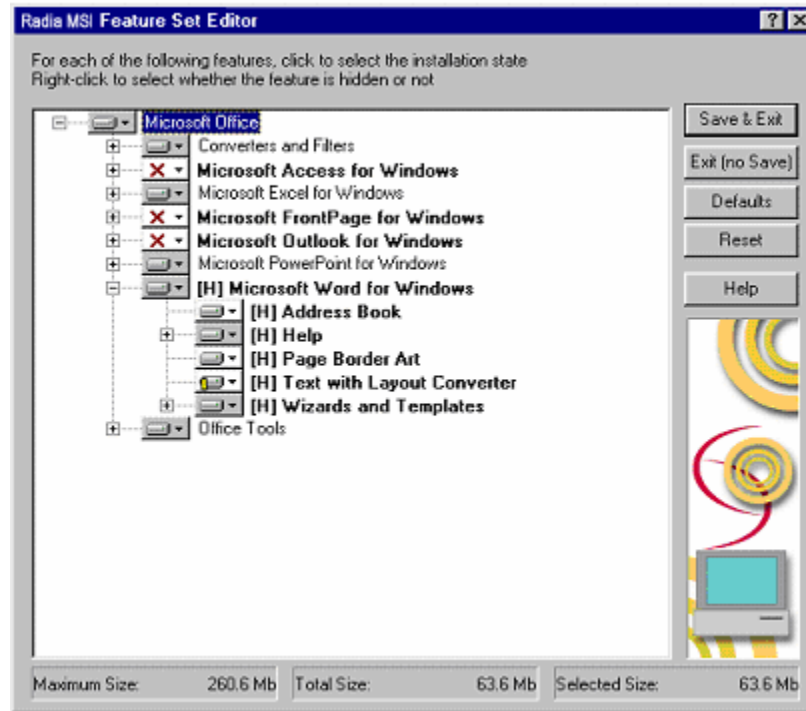 Radia MSI Feature Set Editor
For each of the following features, click to select the installation state
Right-click to select whether the feature is hidden or not
Microsoft Office
Converters and Filters
Microsoft Access for Windows
Microsoft Excel for Windows
Microsoft FrontPage for Windows
Microsoft Outlook for Windows
Microsoft PowerPoint for Windows
[H] Microsoft Word for Windows
[H] Address Book
[H] Help
[H] Page Border Art
[H] Text with Layout Converter
[H] Wizards and Templates
Office Tools
Save & Exit
Exit (no Save)
Defaults
Reset
Help
Maximum Size: 260.6 Mb Total Size: 63.6 Mb Selected Size: 63.6 Mb